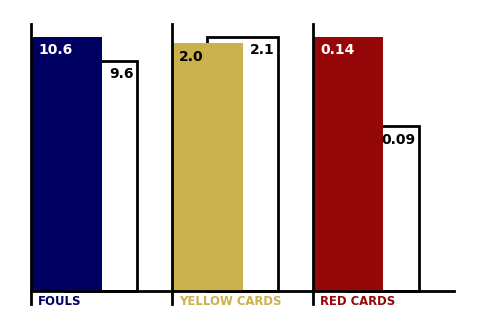 10.6
9.6
2.0
2.1
0.14
0.09
FOULS
YELLOW CARDS
RED CARDS